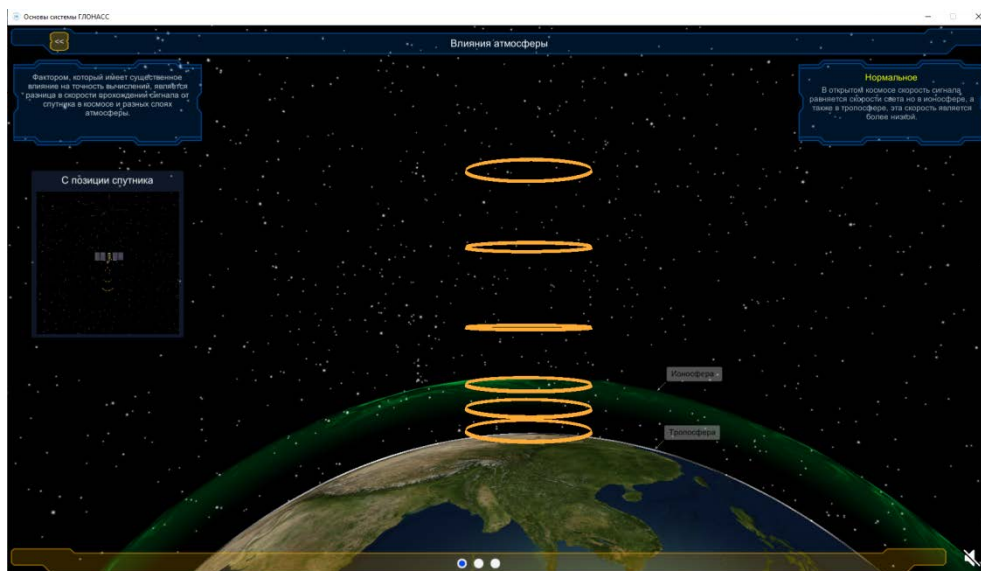 Основы системы ГЛОНАСС
<<
Влияния атмосферы
Фактором, который имеет существенное
влияние на точность вычислений, является
разница в скорости прохождений сигнала от
спутника в космосе и разных слоях
атмосферы.
Нормальное
В открытом космосе скорость сигнала
равняется скорости света но в ионосфере, а
также в тропосфере, эта скорость является
более низкой.
С позиции спутника
Ионосфера
Тропосфера